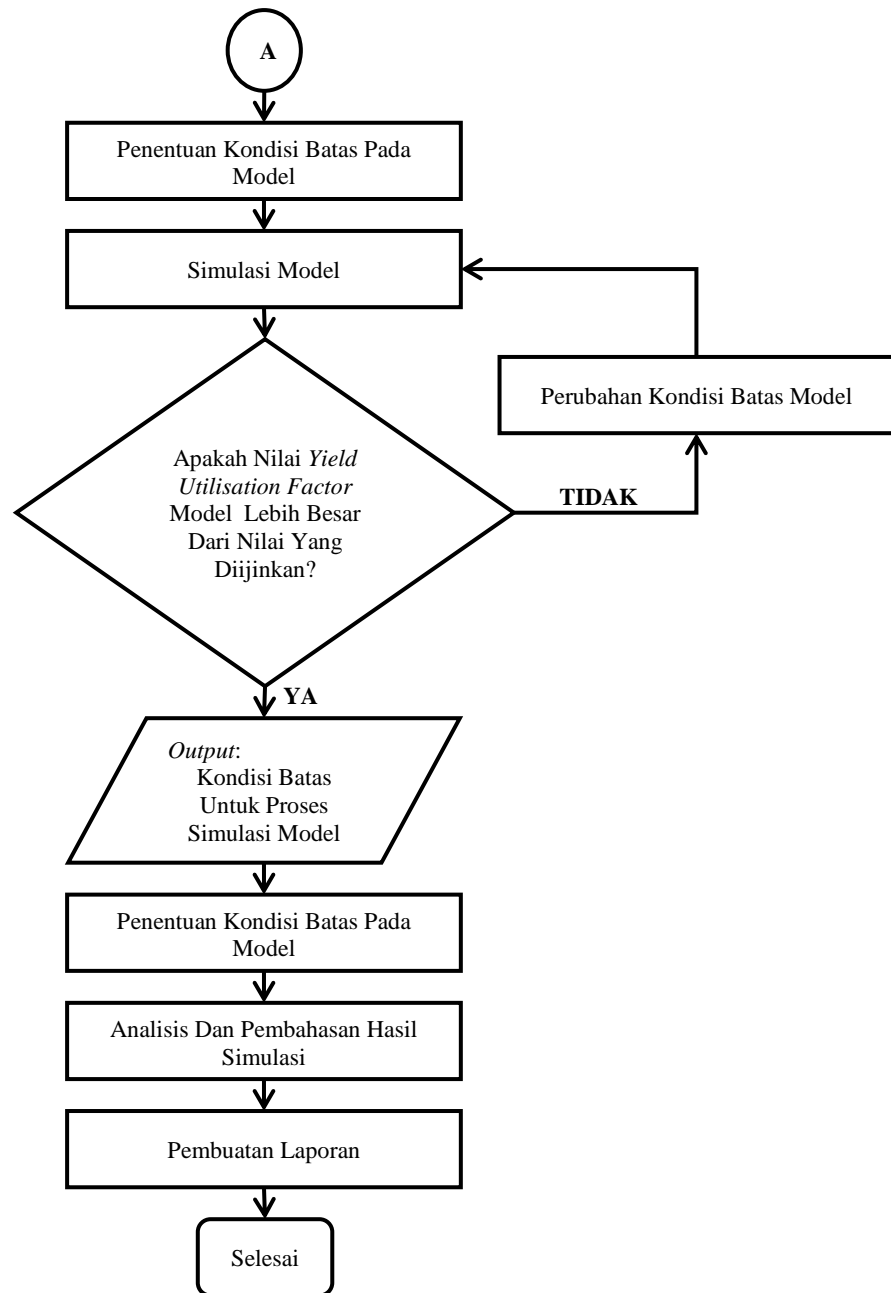 A
Penentuan Kondisi Batas Pada
Model
Simulasi Model
Perubahan Kondisi Batas Model
Apakah Nilai Yield
Utilisation Factor
Model Lebih Besar
Dari Nilai Yang
Diijinkan?
TIDAK
YA
Output:
Kondisi Batas
Untuk Proses
Simulasi Model
Penentuan Kondisi Batas Pada
Model
Analisis Dan Pembahasan Hasil
Simulasi
Pembuatan Laporan
Selesai